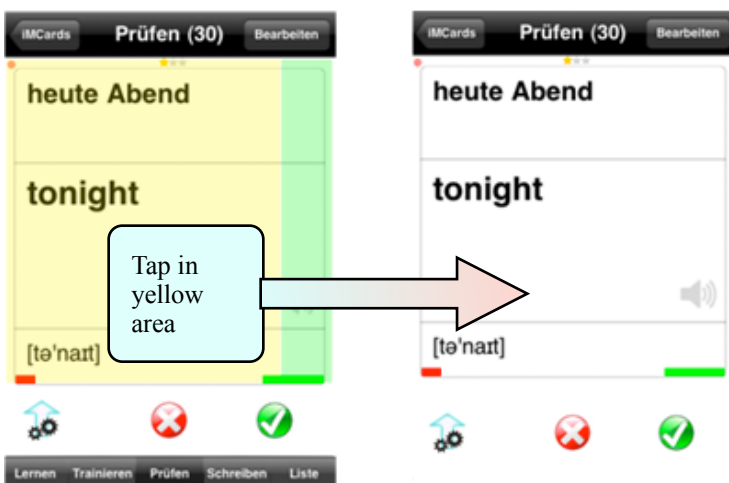 iMCards Prüfen (30) Bearbeiten
heute Abend
tonight
Tap in
yellow
area
[tə'naɪt]
Lernen Trainieren Prüfen Schreiben Liste
iMCards Prüfen (30) Bearbeiten
heute Abend
tonight
[tə'naɪt]